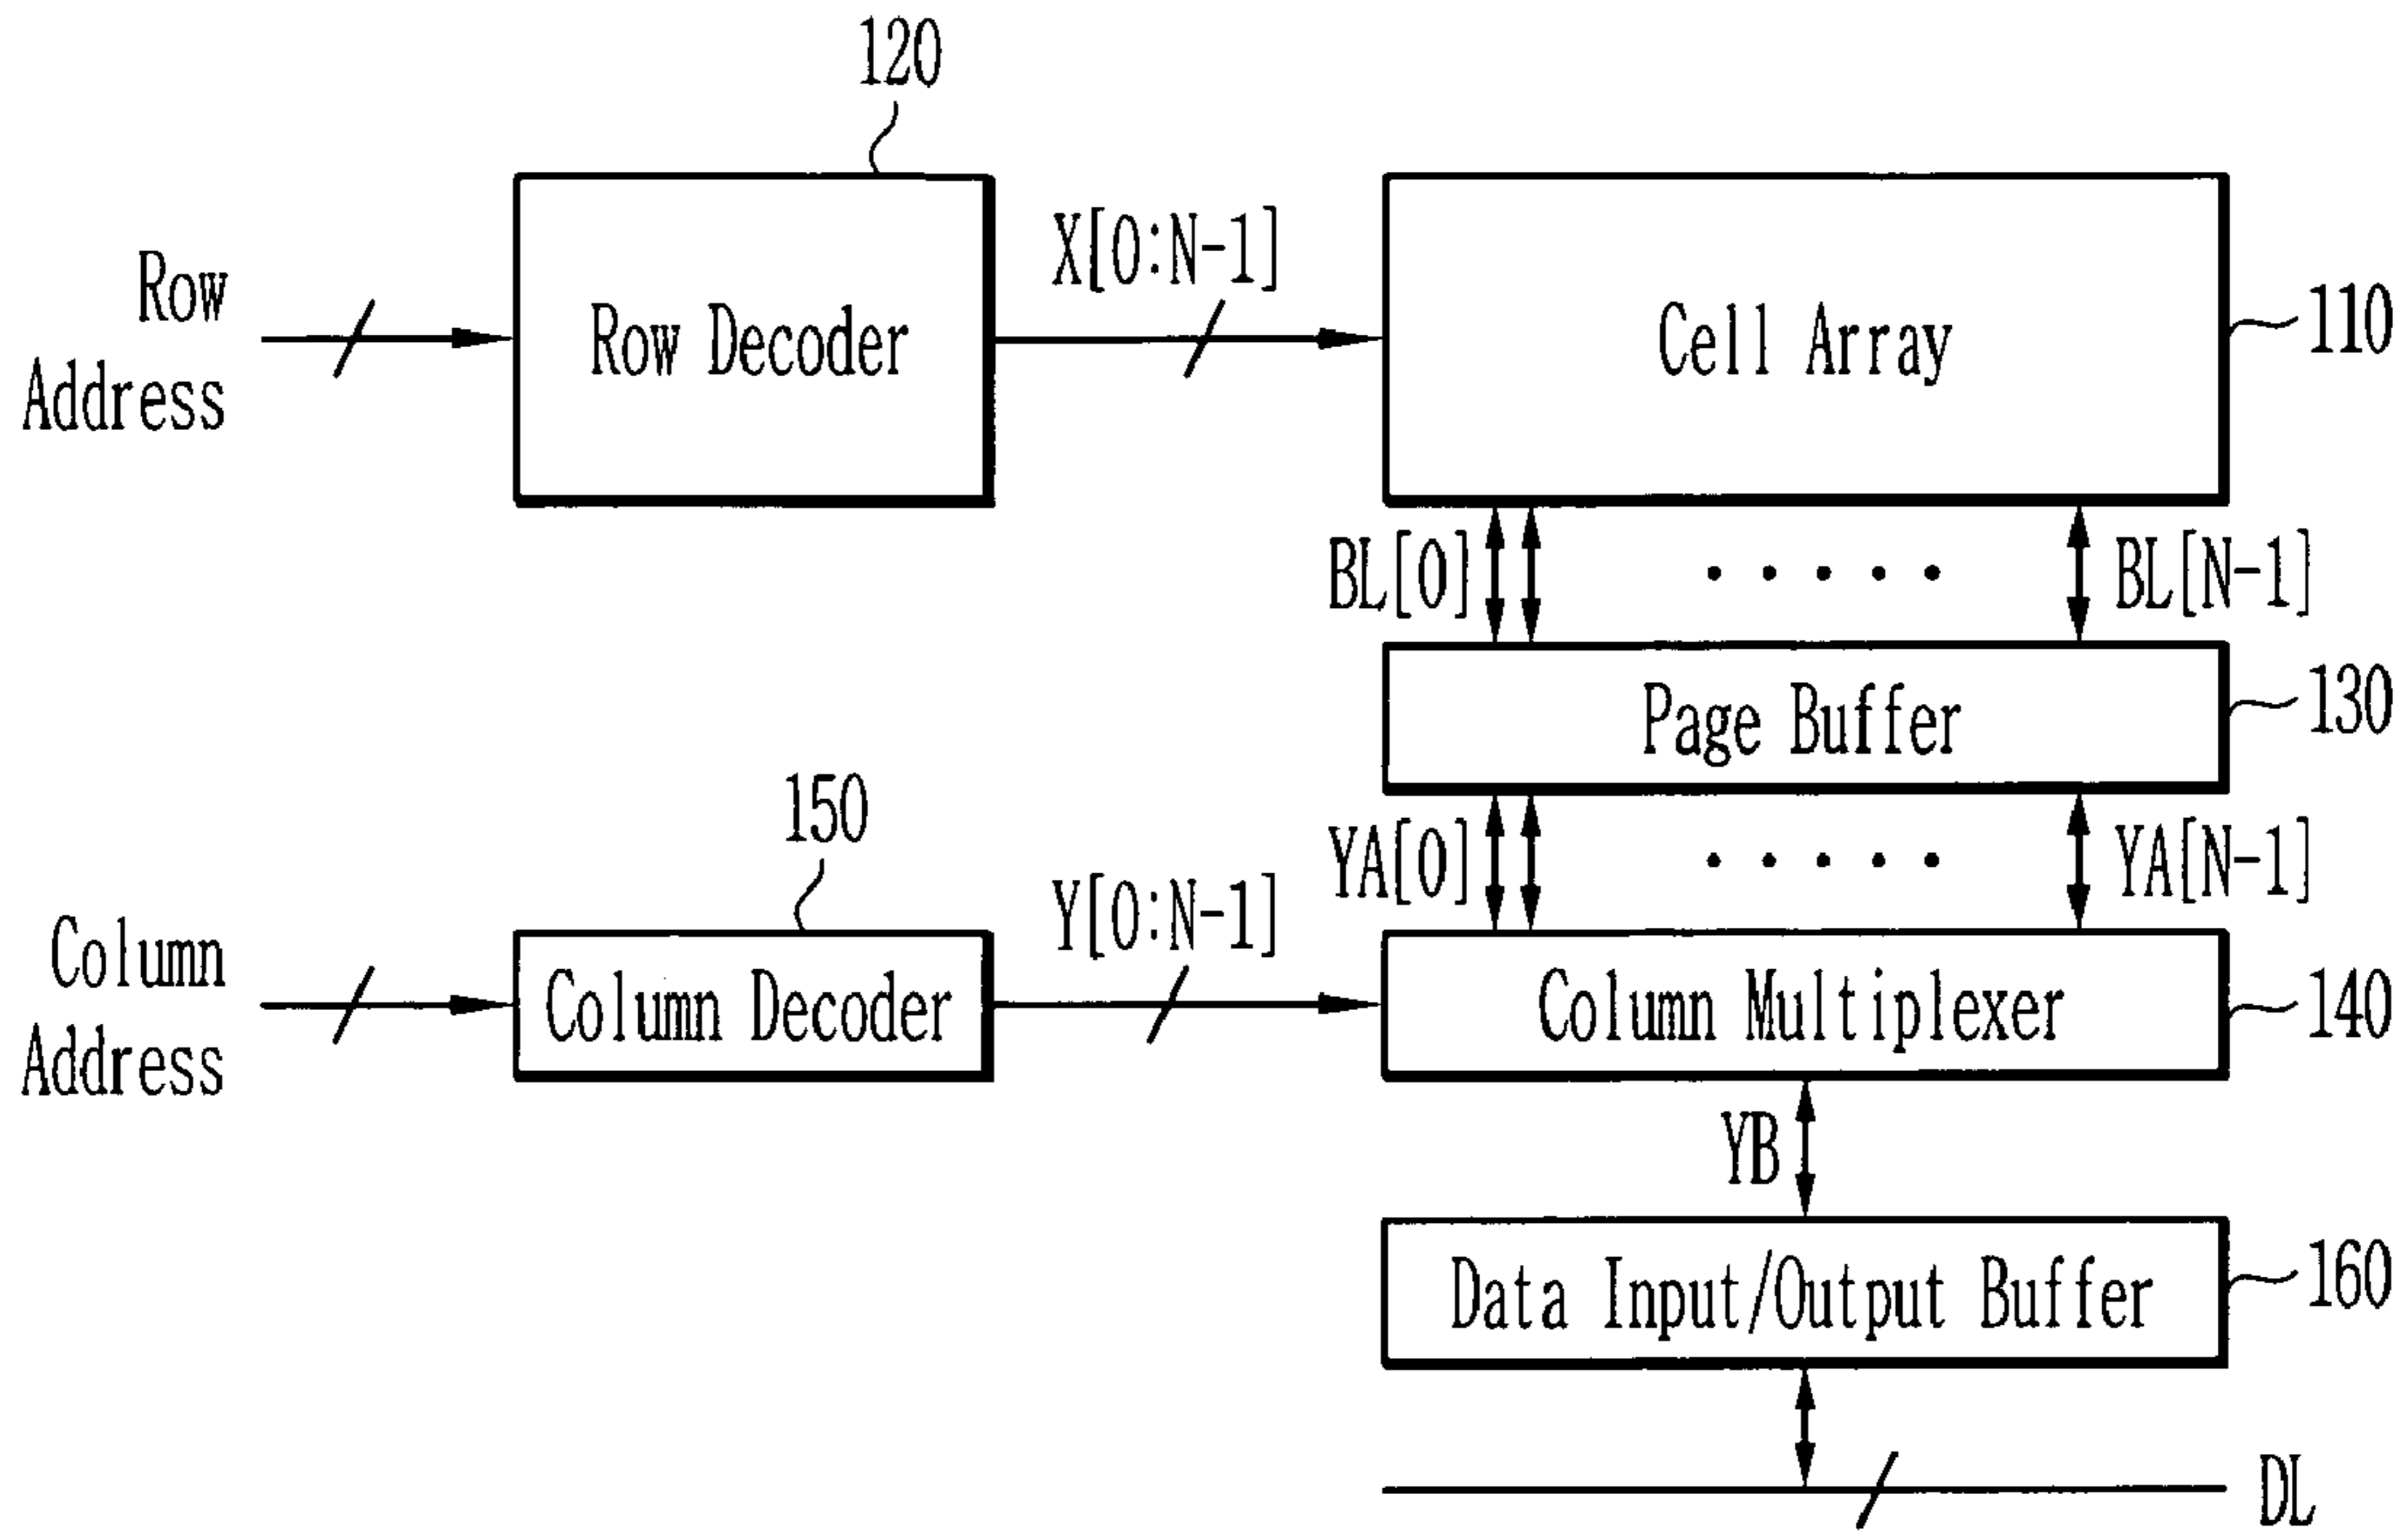 120
Row
Address
Row Decoder
X[0:N-1]
Cell Array
110
BL[0]
BL[N-1]
Page Buffer
130
150
YA[0]
YA[N-1]
Column
Address
Column Decoder
Y[0:N-1]
Column Multiplexer
140
YB
Data Input/Output Buffer
160
DL